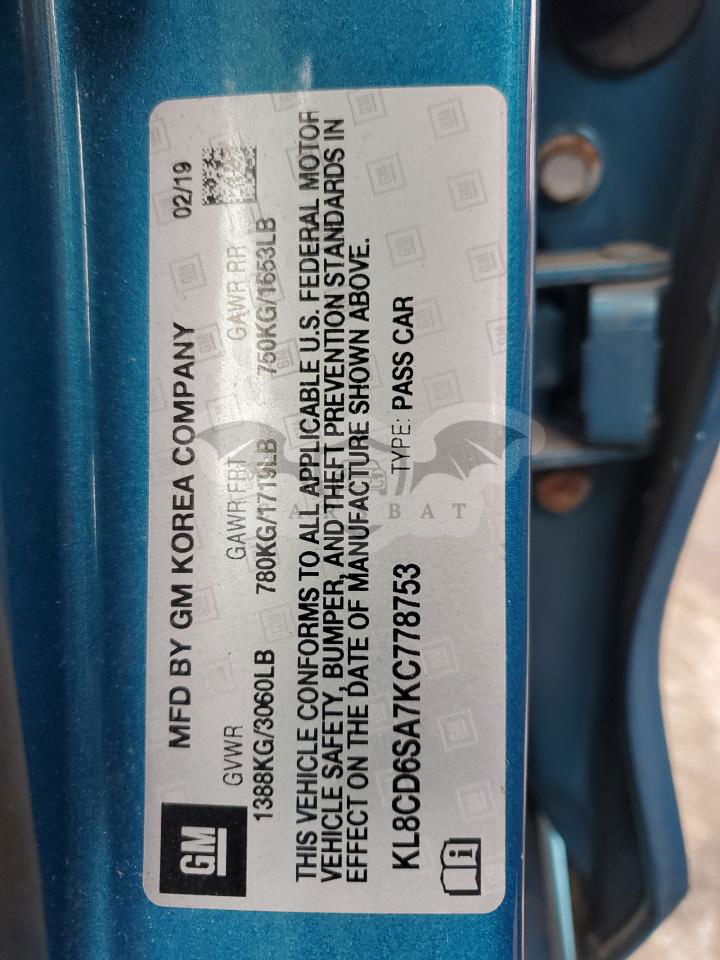 GM
MFD BY GM KOREA COMPANY 02/19
GVWR GAWR FRT GAWR RR
1388KG/3060LB 780KG/1719LB 750KG/1653LB
THIS VEHICLE CONFORMS TO ALL APPLICABLE U.S. FEDERAL MOTOR
VEHICLE SAFETY, BUMPER, AND THEFT PREVENTION STANDARDS IN
EFFECT ON THE DATE OF MANUFACTURE SHOWN ABOVE.
KL8CD6SA7KC778753 TYPE: PASS CAR